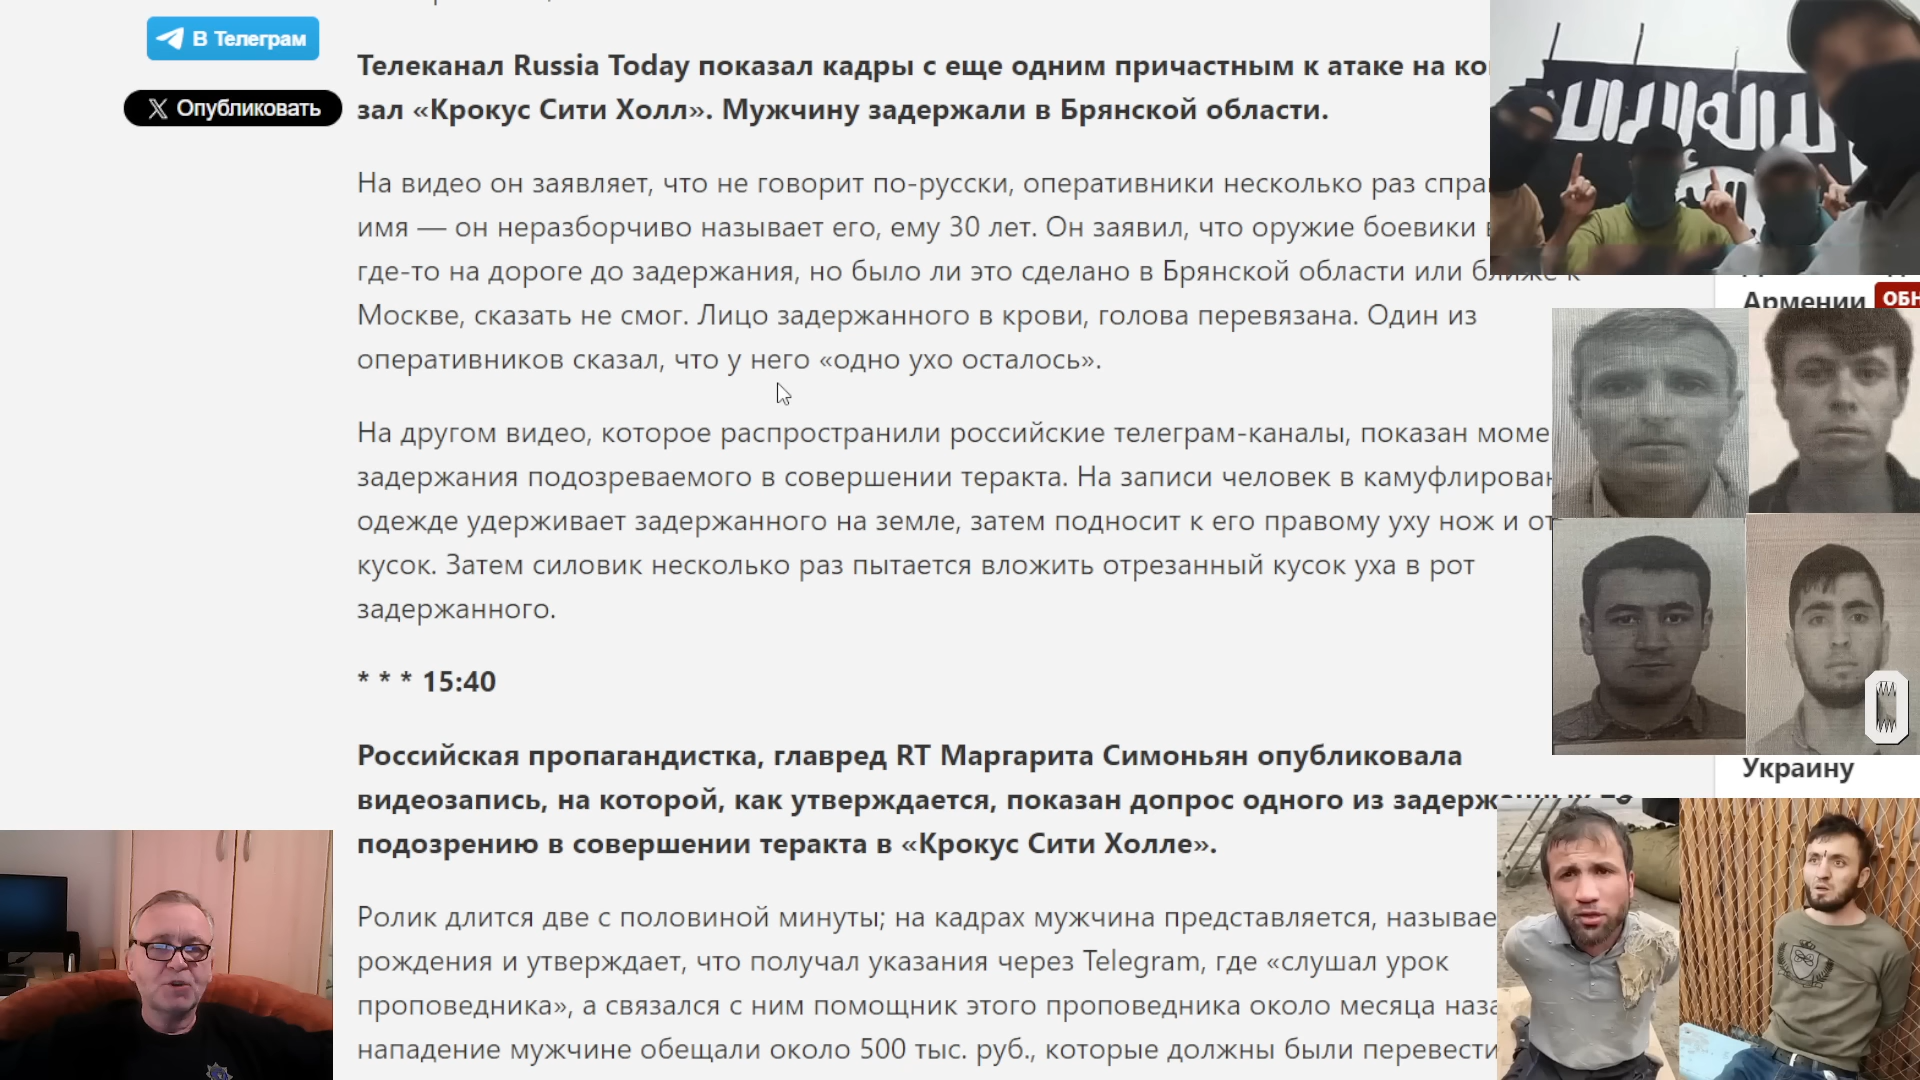 В Телеграм
Опубликовать
Телеканал Russia Today показал кадры с еще одним причастным к атаке на
зал «Крокус Сити Холл». Мужчину задержали в Брянской области.
На видео он заявляет, что не говорит по-русски, оперативники несколько раз
имя — он неразборчиво называет его, ему 30 лет. Он заявил, что оружие боевики
где-то на дороге до задержания, но было ли это сделано в Брянской области или ближе к
Москве, сказать не смог. Лицо задержанного в крови, голова перевязана. Один из
оперативников сказал, что у него «одно ухо осталось».
На другом видео, которое распространили российские телеграм-каналы, показан
задержания подозреваемого в совершении теракта. На записи человек в
одежде удерживает задержанного на земле, затем подносит к его правому уху нож и
кусок. Затем силовик несколько раз пытается вложить отрезанный кусок уха в рот
задержанного.
* * * 15:40
Российская пропагандистка, главред RT Маргарита Симоньян опубликовала
видеозапись, на которой, как утверждается, показан допрос одного из
подозрению в совершении теракта в «Крокус Сити Холле».
Ролик длится две с половиной минуты; на кадрах мужчина представляется,
рождения и утверждает, что получал указания через Telegram, где «слушал урок
проповедника», а связался с ним помощник этого проповедника около месяца
нападение мужчине обещали около 500 тыс. руб., которые должны были перевести
Армении
Украину